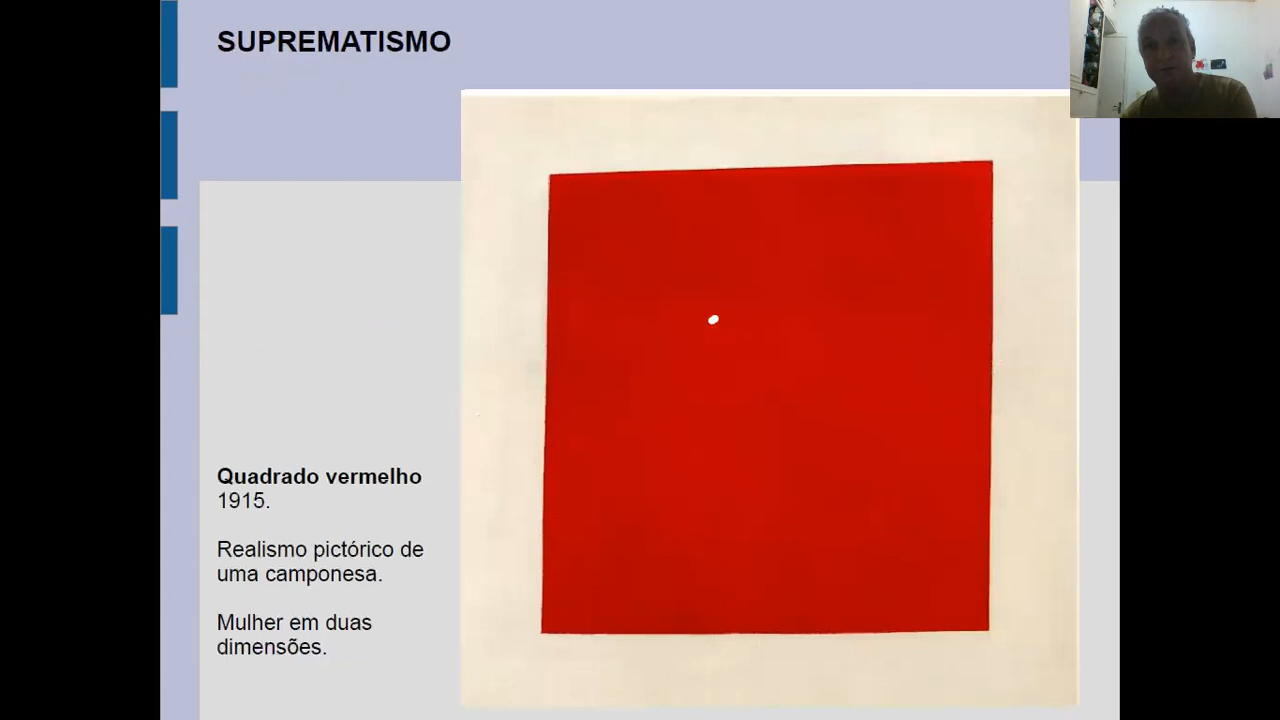 SUPREMATISMO
Quadrado vermelho
1915.
Realismo pictórico de
uma camponesa.
Mulher em duas
dimensões.